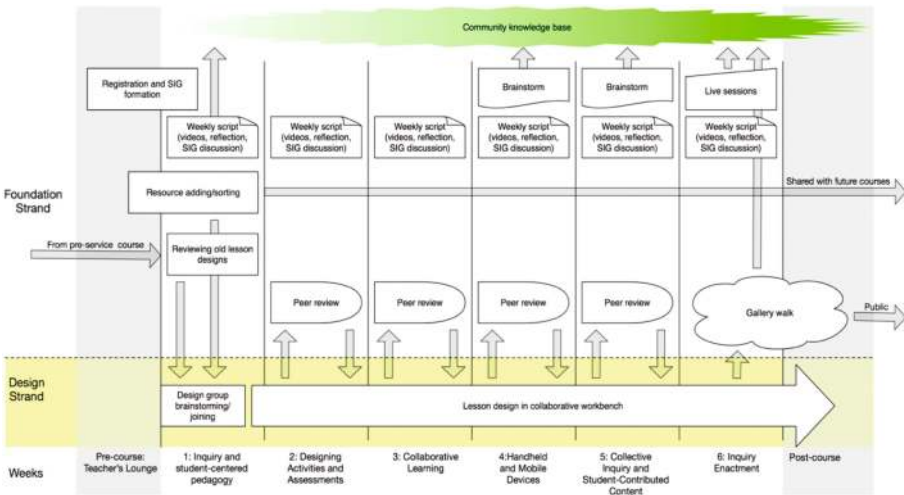 Community knowledge base
Registration and SIG
formation
Brainstorm
Brainstorm
Live sessions
Weekly script
(videos, reflection,
SIG discussion)
Weekly script
(videos, reflection,
SIG discussion)
Weekly script
(videos, reflection,
SIG discussion)
Weekly script
(videos, reflection,
SIG discussion)
Weekly script
(videos, reflection,
SIG discussion)
Weekly script
(videos, reflection,
SIG discussion)
Foundation
Strand
Resource adding/sorting
Shared with future courses
From pre-service course
Reviewing old lesson
designs
Peer review
Peer review
Peer review
Peer review
Gallery walk
Public
Design
Strand
Design group
brainstorming/
joining
Lesson design in collaborative workbench
Weeks
Pre-course:
Teacher's Lounge
1: Inquiry and
student-centered
pedagogy
2: Designing
Activities and
Assessments
3: Collaborative
Learning
4:Handheld
and Mobile
Devices
5: Collective
Inquiry and
Student-Contributed
Content
6: Inquiry
Enactment
Post-course